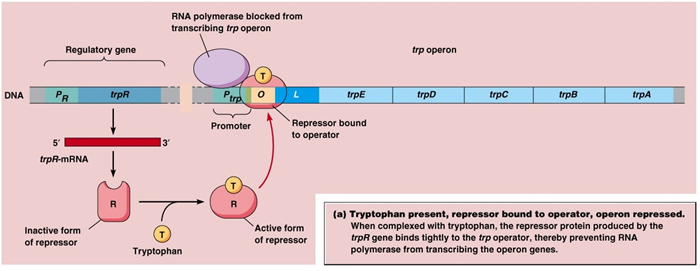 RNA polymerase blocked from
transcribing trp operon
Regulatory gene
trp operon
T
DNA
PR
trpR
Ptrp
O
L
trpE
trpD
trpC
trpB
trpA
Promoter
Repressor bound
to operator
5′
3′
trpR-mRNA
R
T
R
Inactive form
of repressor
T
Tryptophan
Active form
of repressor
(a) Tryptophan present, repressor bound to operator, operon repressed.
When complexed with tryptophan, the repressor protein produced by the
trpR gene binds tightly to the trp operator, thereby preventing RNA
polymerase from transcribing the operon genes.